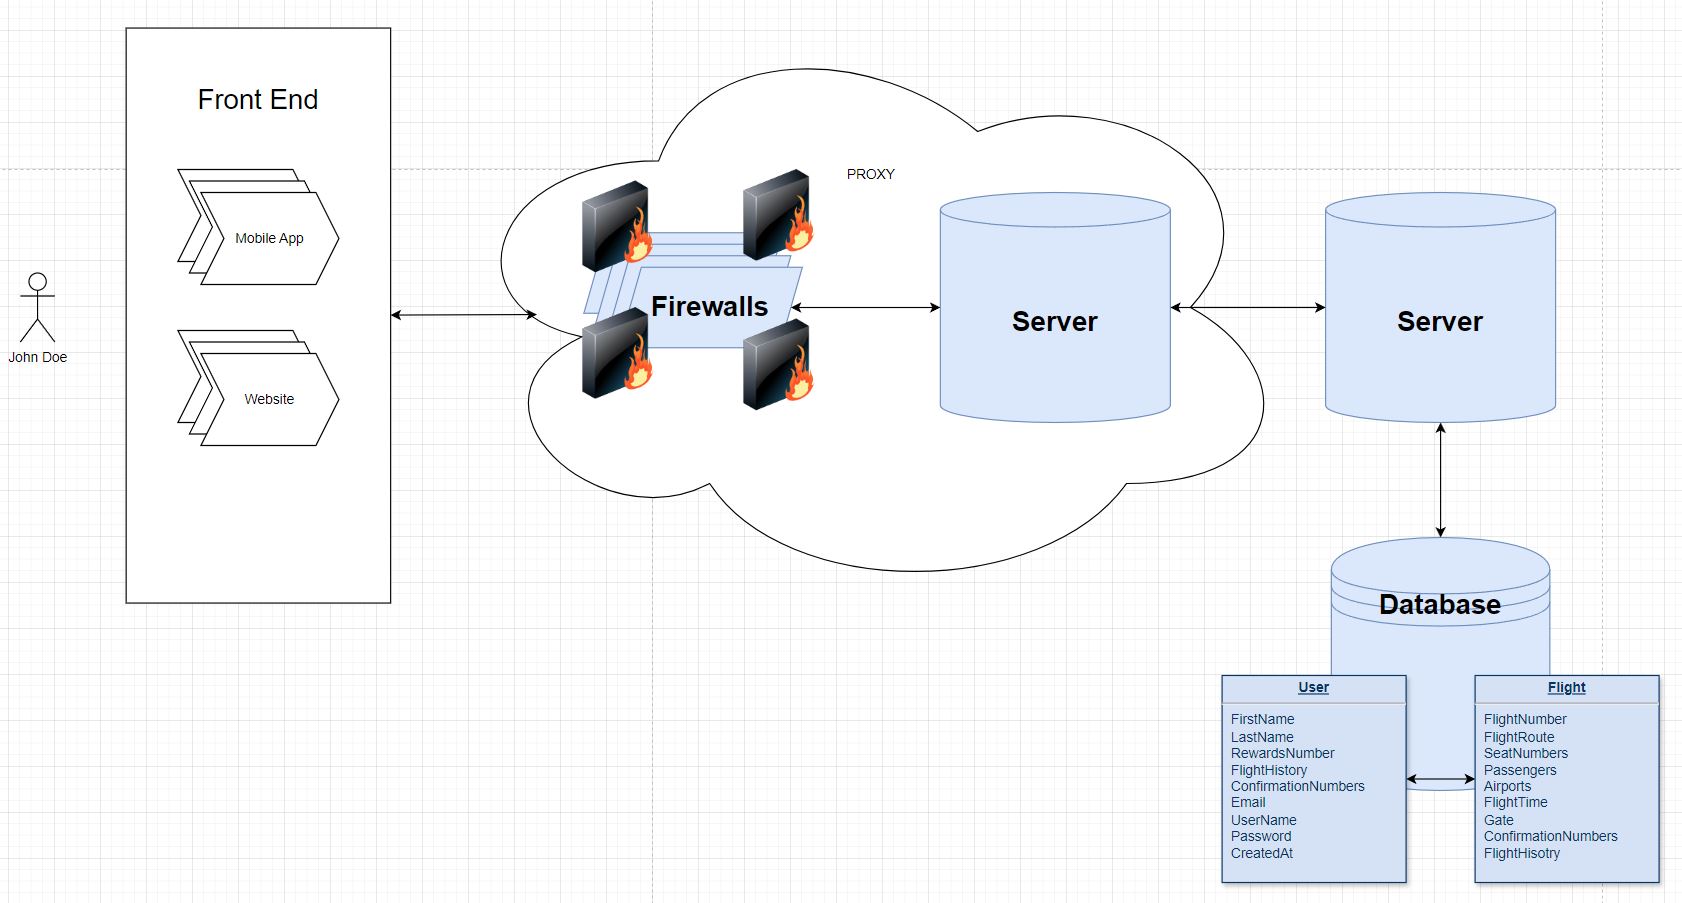 Front End
Mobile App
Website
John Doe
PROXY
Firewalls
Server
Server
Database
User
FirstName
LastName
RewardsNumber
FlightHistory
ConfirmationNumbers
Email
UserName
Password
CreatedAt
Flight
FlightNumber
FlightRoute
SeatNumbers
Passengers
Airports
FlightTime
Gate
ConfirmationNumbers
FlightHisotry